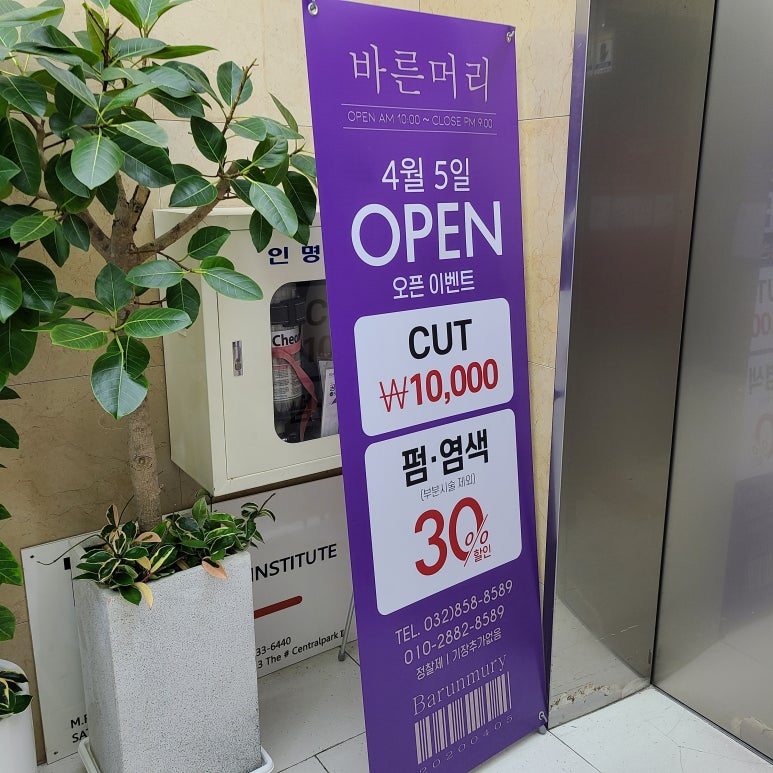 바른머리
OPEN AM 10:00 ~ CLOSE PM 9:00
4월 5일
OPEN
오픈 이벤트
CUT
₩10,000
펌·염색
(부분시술 제외)
30%
할인
TEL. 032)858-8589
010-2882-8589
정찰제 | 기장추가없음
Barunmury
20200405
인 명
INSTITUTE
33-6440
3 The # Centralpark